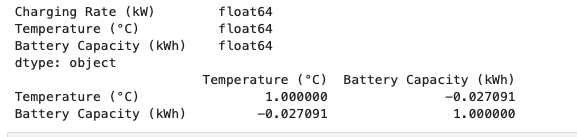 Charging Rate (kW) float64
Temperature (°C) float64
Battery Capacity (kWh) float64
dtype: object
Temperature (°C) Battery Capacity (kWh)
Temperature (°C) 1.000000 -0.027091
Battery Capacity (kWh) -0.027091 1.000000